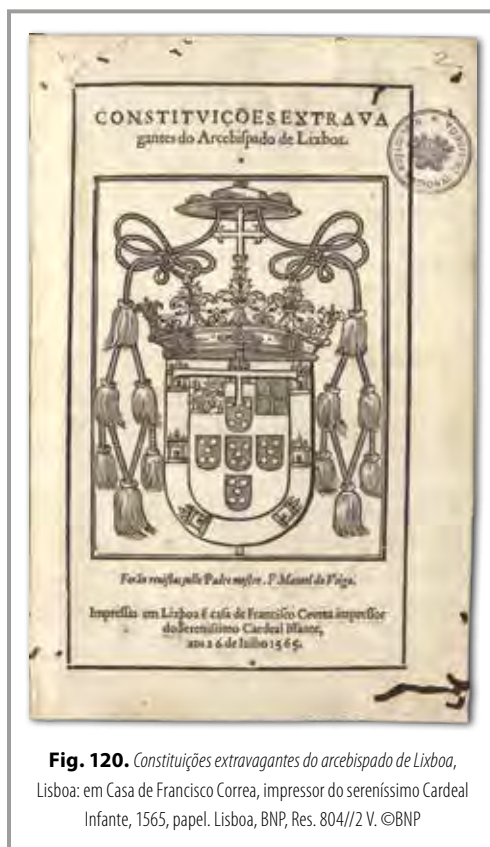 CONSTITVIÇÕES EXTRAVA
gantes do Arcebispado de Lixboa.
Forão reuistas pello Padre mestre. F. Manoel da Veiga.
Impressas em Lixboa ẽ casa de Francisco Correa impressor
do Serenissimo Cardeal Iffante,
aos 26 de Iulho 1565.
Fig. 120. Constituições extravagantes do arcebispado de Lixboa,
Lisboa: em Casa de Francisco Correa, impressor do sereníssimo Cardeal
Infante, 1565, papel. Lisboa, BNP, Res. 804//2 V. ©BNP